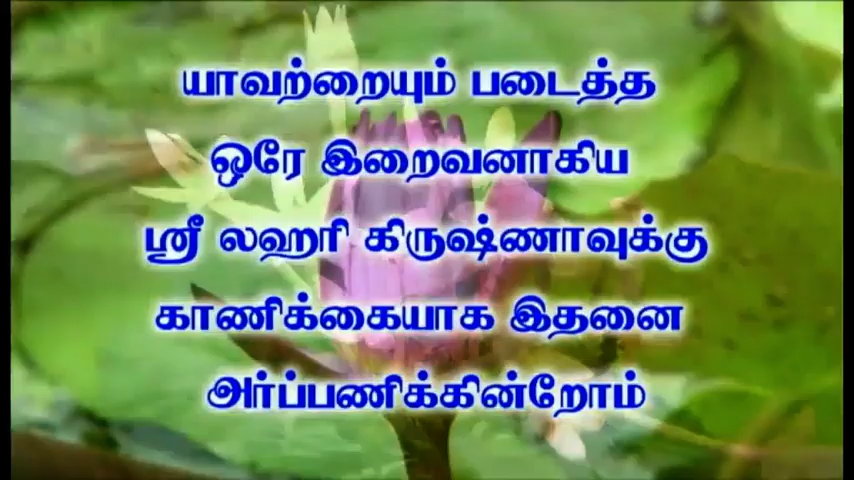 யாவற்றையும் படைத்த
ஒரே இறைவனாகிய
ஸ்ரீ லஹரி கிருஷ்ணாவுக்கு
காணிக்கையாக இதனை
அர்ப்பணிக்கின்றோம்